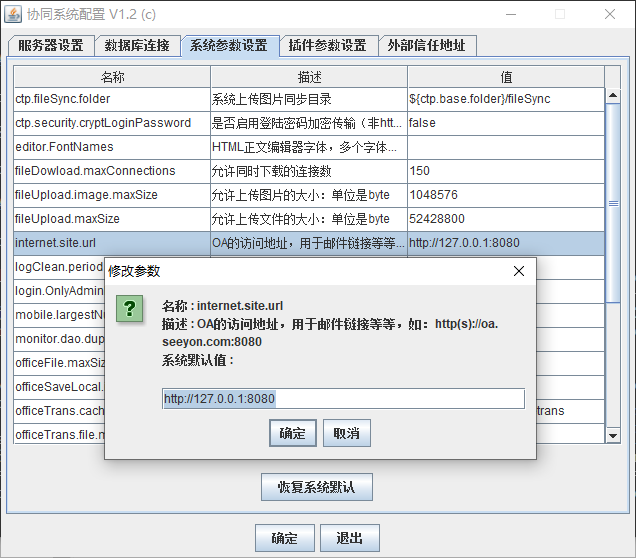 协同系统配置 V1.2 (c)
服务器设置 数据库连接 系统参数设置 插件参数设置 外部信任地址
名称 描述 值
ctp.fileSync.folder 系统上传图片同步目录 ${ctp.base.folder}/fileSync
ctp.security.cryptLoginPassword 是否启用登陆密码加密传输（非htt... false
editor.FontNames HTML正文编辑器字体，多个字体...
fileDowload.maxConnections 允许同时下载的连接数 150
fileUpload.image.maxSize 允许上传图片的大小：单位是byte 1048576
fileUpload.maxSize 允许上传文件的大小：单位是byte 52428800
internet.site.url OA的访问地址，用于邮件链接等等... http://127.0.0.1:8080
logClean.period
login.OnlyAdmin
mobile.largestNu
monitor.dao.dup
officeFile.maxSiz
officeSaveLocal.
officeTrans.cach trans
officeTrans.file.m
修改参数
?
名称 : internet.site.url
描述 : OA的访问地址，用于邮件链接等等，如：http(s)://oa.
seeyon.com:8080
系统默认值 :
http://127.0.0.1:8080
确定 取消
恢复系统默认
确定 退出